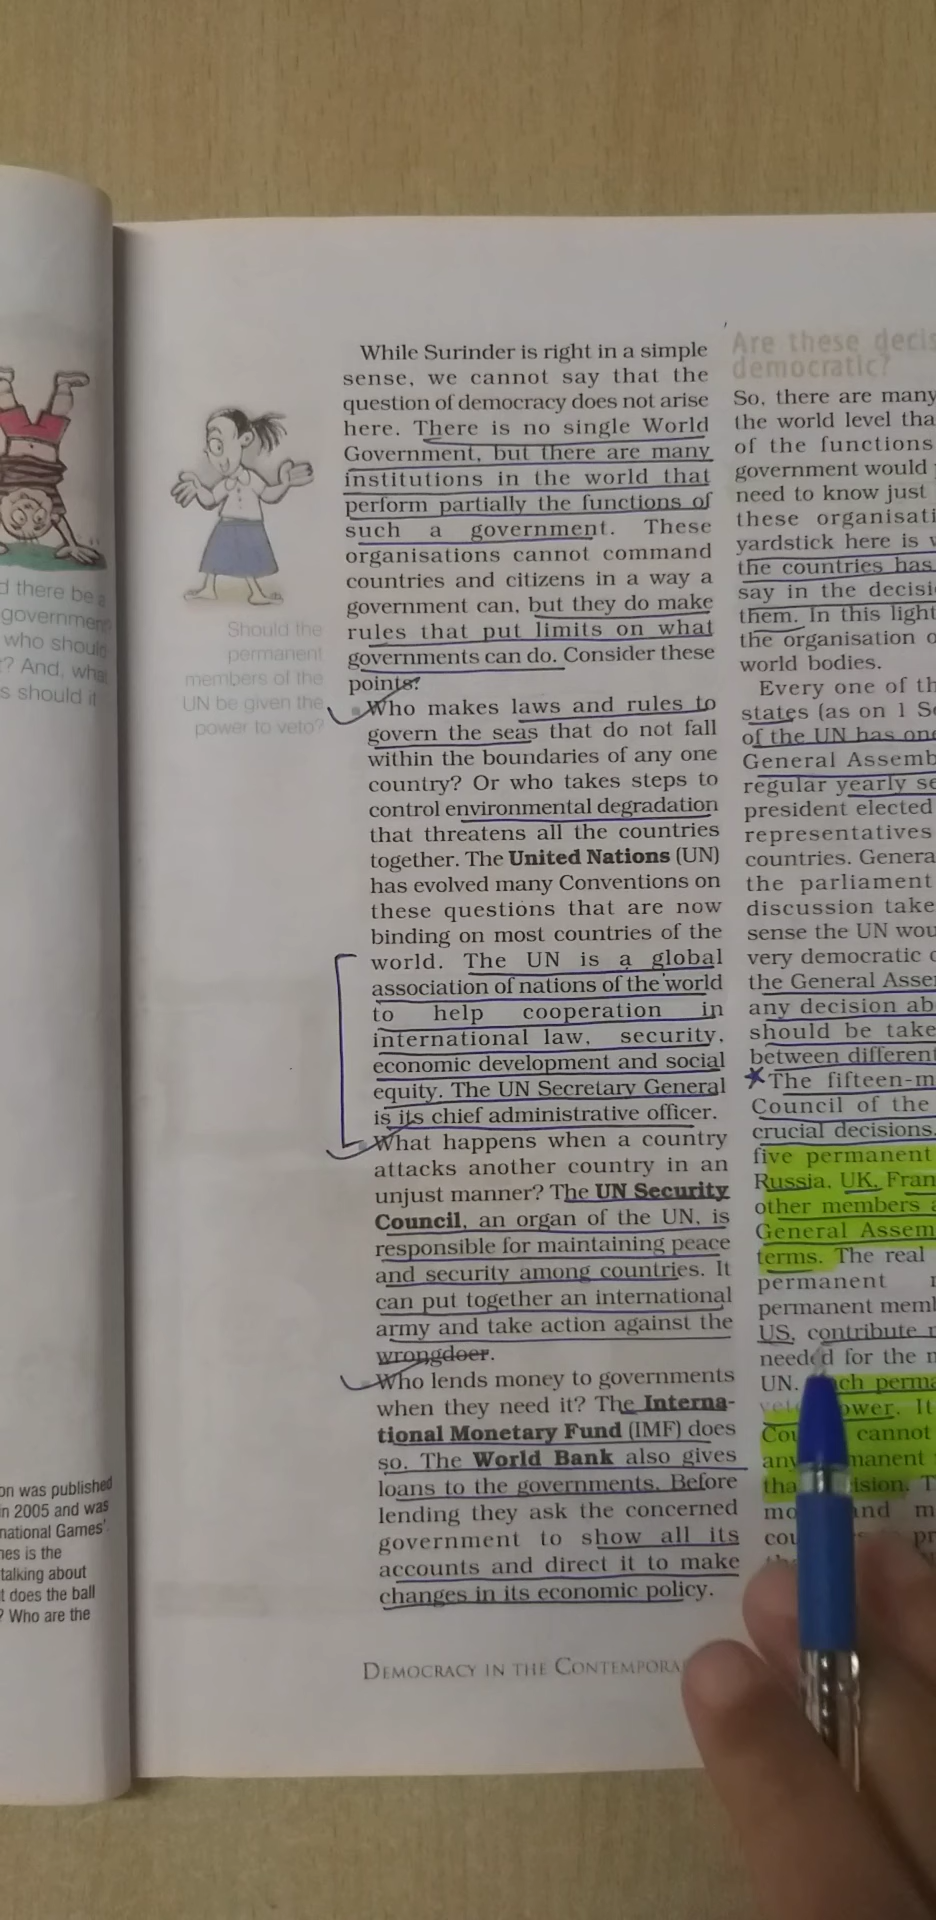 d there be a
government
who should
? And, what
s should it
on was published
in 2005 and was
national Games'.
nes is the
talking about
t does the ball
? Who are the
Should the
permanent
members of the
UN be given the
power to veto?
While Surinder is right in a simple
sense, we cannot say that the
question of democracy does not arise
here. There is no single World
Government, but there are many
institutions in the world that
perform partially the functions of
such a government. These
organisations cannot command
countries and citizens in a way a
government can, but they do make
rules that put limits on what
governments can do. Consider these
points:
Who makes laws and rules to
govern the seas that do not fall
within the boundaries of any one
country? Or who takes steps to
control environmental degradation
that threatens all the countries
together. The United Nations (UN)
has evolved many Conventions on
these questions that are now
binding on most countries of the
world. The UN is a global
association of nations of the world
to help cooperation in
international law, security,
economic development and social
equity. The UN Secretary General
is its chief administrative officer.
What happens when a country
attacks another country in an
unjust manner? The UN Security
Council, an organ of the UN, is
responsible for maintaining peace
and security among countries. It
can put together an international
army and take action against the
wrongdoer.
Who lends money to governments
when they need it? The Interna-
tional Monetary Fund (IMF) does
so. The World Bank also gives
loans to the governments. Before
lending they ask the concerned
government to show all its
accounts and direct it to make
changes in its economic policy.
Are these decis
democratic?
So, there are many
the world level tha
of the functions
government would
need to know just
these organisati
yardstick here is
the countries has
say in the decisi
them. In this light
the organisation o
world bodies.
Every one of th
states (as on 1 Se
of the UN has one
General Assemb
regular yearly se
president elected
representatives
countries. Genera
the parliament
discussion take
sense the UN wou
very democratic
the General Asse
any decision ab
should be take
between different
The fifteen-m
Council of the
crucial decisions.
five permanent
Russia, UK, Fran
other members a
General Assem
terms. The real
permanent
permanent memb
US, contribute
needed for the m
UN. ach perma
ower. It
Cou cannot
any manent
tha ision. T
mo and m
cou pr
DEMOCRACY IN THE CONTEMPORA